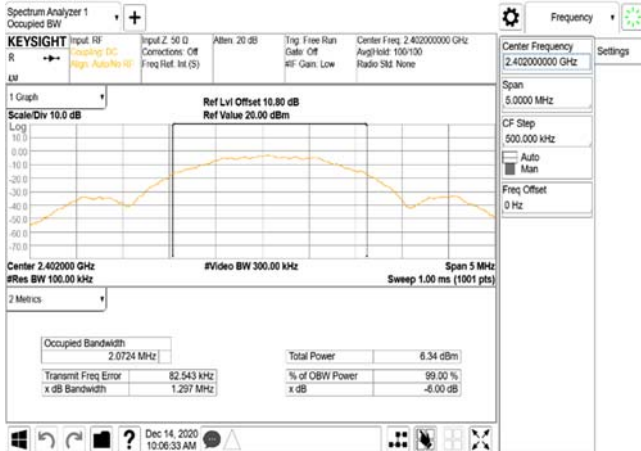 Spectrum Analyzer 1
Occupied BW
Frequency
KEYSIGHT
R
Input: RF
Coupling: DC
Align: Auto/No RF
Input Z: 50 Ω
Corrections: Off
Freq Ref: Int (S)
Atten: 20 dB
Trig: Free Run
Gate: Off
#IF Gain: Low
Center Freq: 2.402000000 GHz
Avg|Hold: 100/100
Radio Std: None
Center Frequency
2.402000000 GHz
Settings
Span
5.0000 MHz
CF Step
500.000 kHz
Auto
Man
Freq Offset
0 Hz
1 Graph
Scale/Div 10.0 dB
Ref Lvl Offset 10.80 dB
Ref Value 20.00 dBm
Log
10.0
0.00
-10.0
-20.0
-30.0
-40.0
-50.0
-60.0
-70.0
Center 2.402000 GHz
#Res BW 100.00 kHz
#Video BW 300.00 kHz
Span 5 MHz
Sweep 1.00 ms (1001 pts)
2 Metrics
Occupied Bandwidth
2.0724 MHz
Transmit Freq Error 82.543 kHz
x dB Bandwidth 1.297 MHz
Total Power 6.34 dBm
% of OBW Power 99.00 %
x dB -6.00 dB
?
Dec 14, 2020
10:06:33 AM